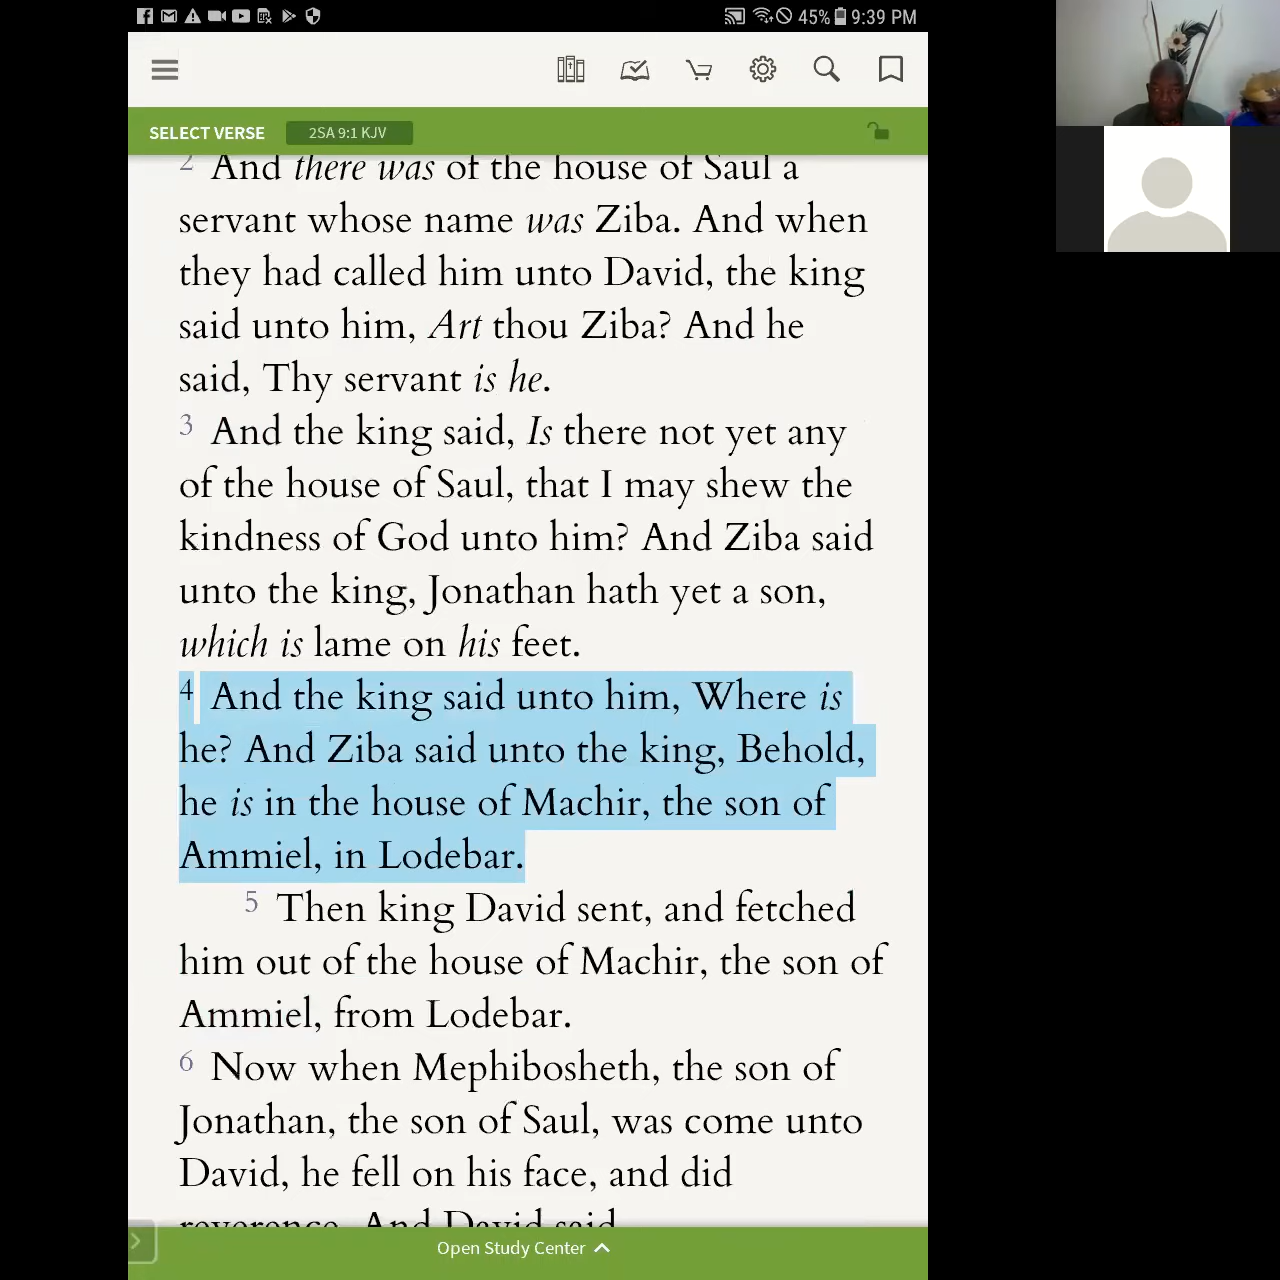 45% 9:39 PM
SELECT VERSE 2SA 9:1 KJV
2 And there was of the house of Saul a
servant whose name was Ziba. And when
they had called him unto David, the king
said unto him, Art thou Ziba? And he
said, Thy servant is he.
3 And the king said, Is there not yet any
of the house of Saul, that I may shew the
kindness of God unto him? And Ziba said
unto the king, Jonathan hath yet a son,
which is lame on his feet.
4 And the king said unto him, Where is
he? And Ziba said unto the king, Behold,
he is in the house of Machir, the son of
Ammiel, in Lodebar.
5 Then king David sent, and fetched
him out of the house of Machir, the son of
Ammiel, from Lodebar.
6 Now when Mephibosheth, the son of
Jonathan, the son of Saul, was come unto
David, he fell on his face, and did
reverence. And David said
Open Study Center